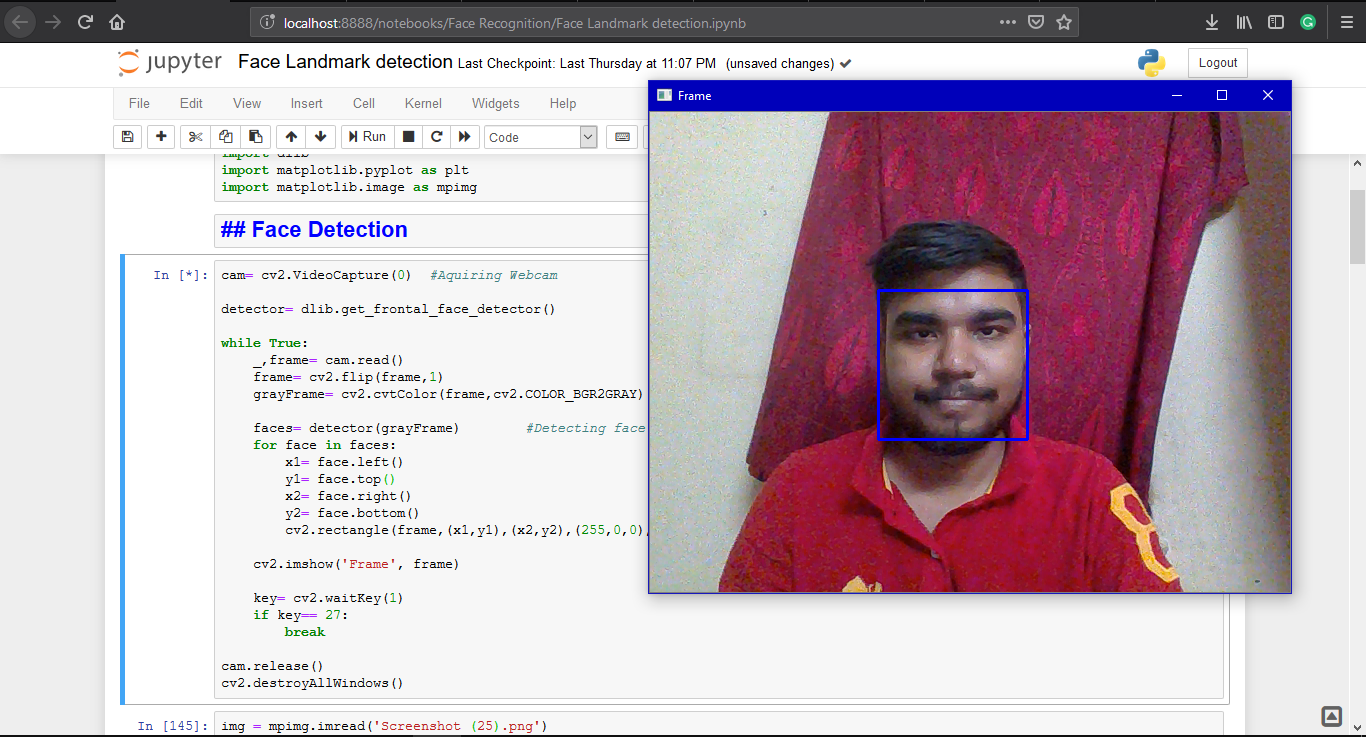 localhost:8888/notebooks/Face Recognition/Face Landmark detection.ipynb
jupyter Face Landmark detection Last Checkpoint: Last Thursday at 11:07 PM (unsaved changes)
Logout
File Edit View Insert Cell Kernel Widgets Help
Run Code
Frame
import dlib
import matplotlib.pyplot as plt
import matplotlib.image as mpimg
## Face Detection
In [*]: cam= cv2.VideoCapture(0) #Aquiring Webcam
detector= dlib.get_frontal_face_detector()
while True:
_,frame= cam.read()
frame= cv2.flip(frame,1)
grayFrame= cv2.cvtColor(frame,cv2.COLOR_BGR2GRAY)
faces= detector(grayFrame) #Detecting face
for face in faces:
x1= face.left()
y1= face.top()
x2= face.right()
y2= face.bottom()
cv2.rectangle(frame,(x1,y1),(x2,y2),(255,0,0),
cv2.imshow('Frame', frame)
key= cv2.waitKey(1)
if key== 27:
break
cam.release()
cv2.destroyAllWindows()
In [145]: img = mpimg.imread('Screenshot (25).png')